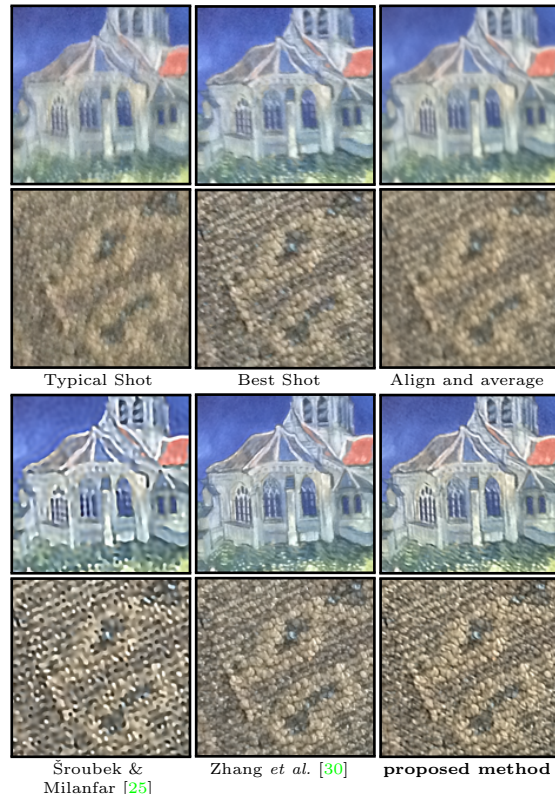 Typical Shot
Best Shot
Align and average
Šroubek &
Milanfar [25]
Zhang et al. [30]
proposed method